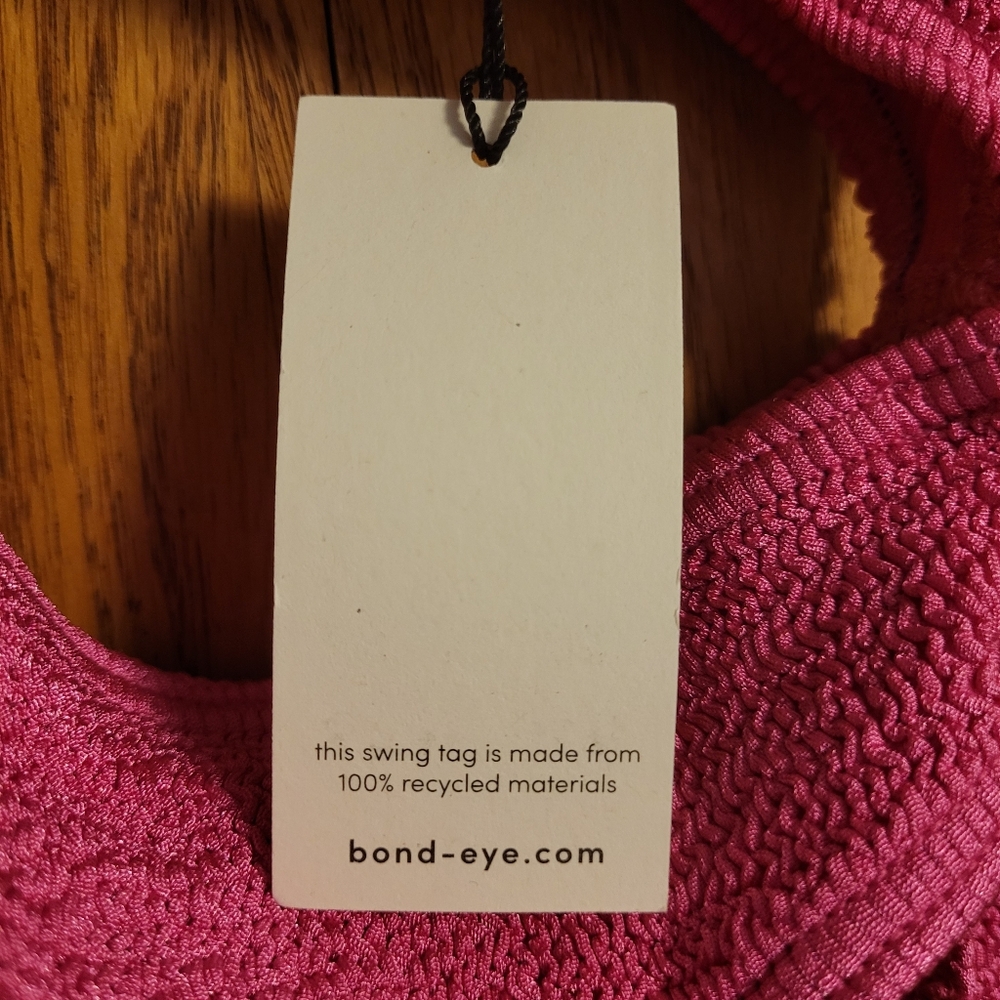 this swing tag is made from
100% recycled materials
bond-eye.com